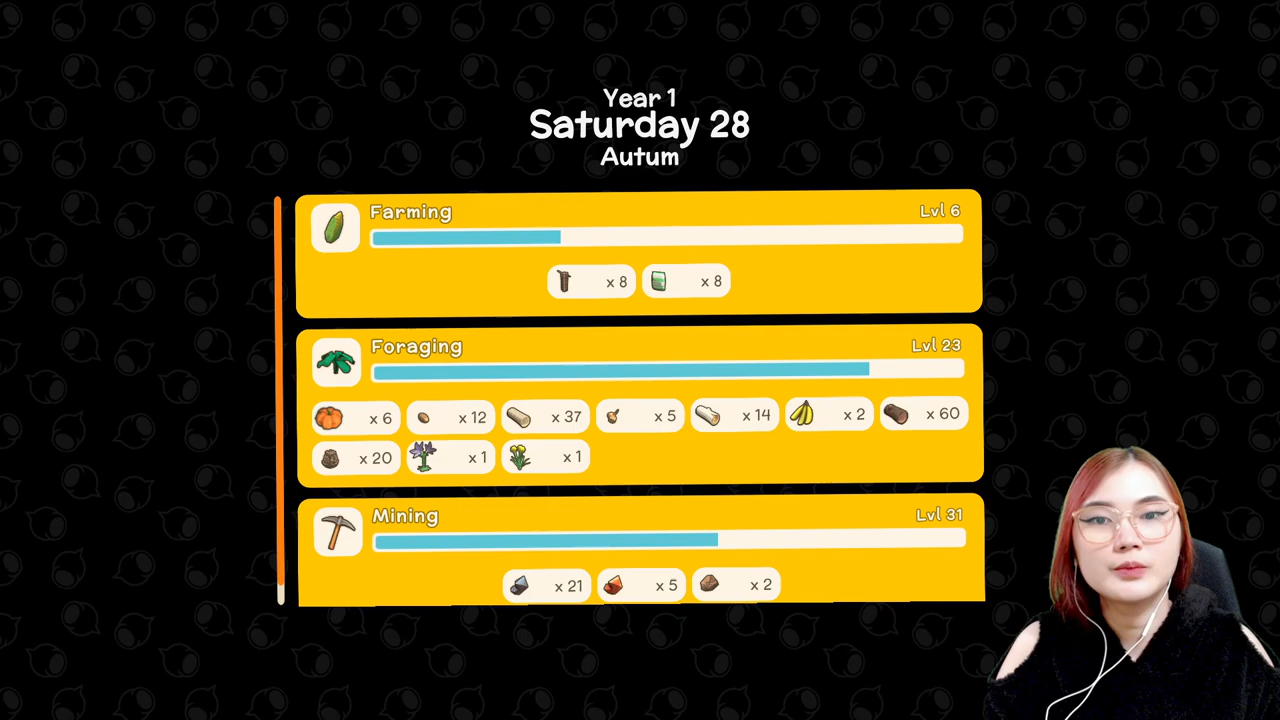 Year 1
Saturday 28
Autum
Farming Lvl 6
x 8 x 8
Foraging Lvl 23
x 6 x 12 x 37 x 5 x 14 x 2 x 60
x 20 x 1 x 1
Mining Lvl 31
x 21 x 5 x 2